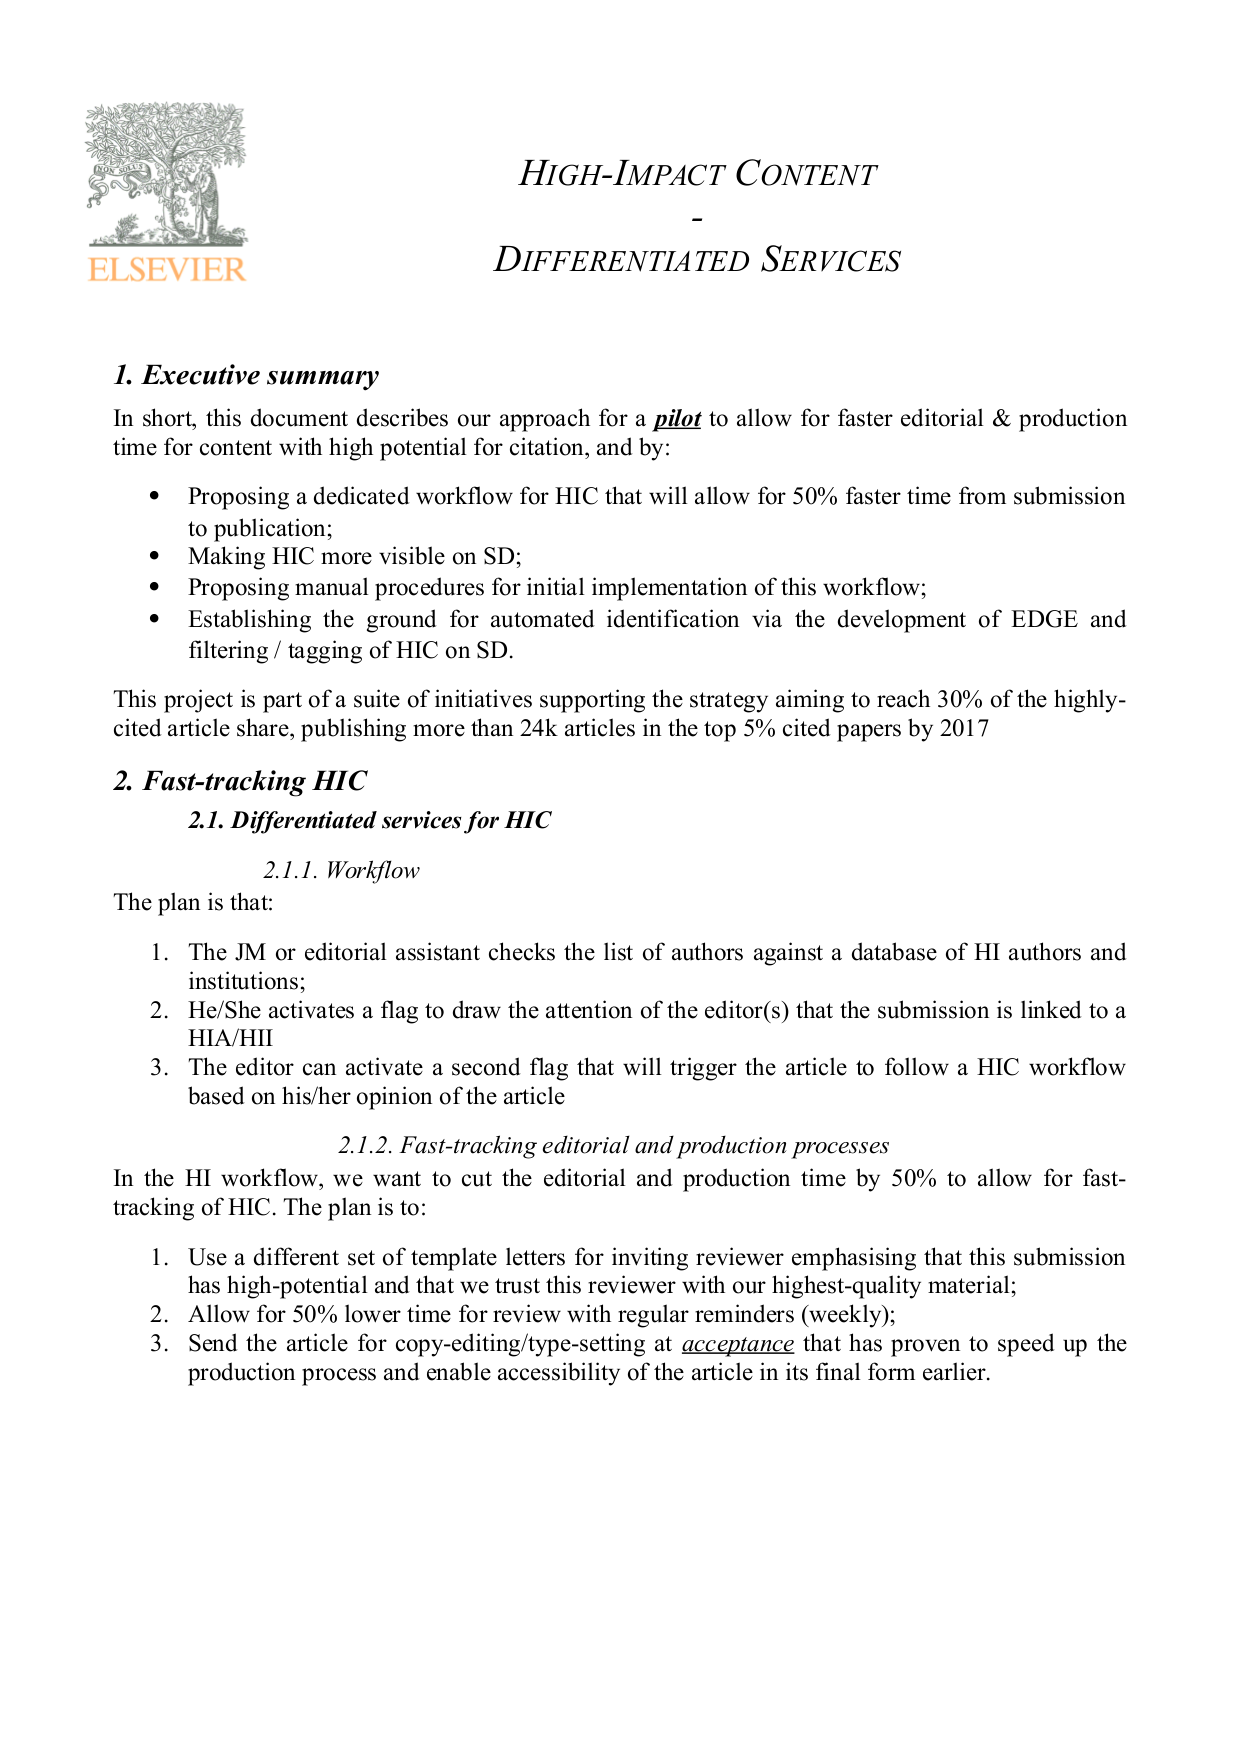 NON SOLUS
ELSEVIER
HIGH-IMPACT CONTENT
-
DIFFERENTIATED SERVICES
1. Executive summary
In short, this document describes our approach for a pilot to allow for faster editorial & production
time for content with high potential for citation, and by:
• Proposing a dedicated workflow for HIC that will allow for 50% faster time from submission
to publication;
• Making HIC more visible on SD;
• Proposing manual procedures for initial implementation of this workflow;
• Establishing the ground for automated identification via the development of EDGE and
filtering / tagging of HIC on SD.
This project is part of a suite of initiatives supporting the strategy aiming to reach 30% of the highly-
cited article share, publishing more than 24k articles in the top 5% cited papers by 2017
2. Fast-tracking HIC
2.1. Differentiated services for HIC
2.1.1. Workflow
The plan is that:
1. The JM or editorial assistant checks the list of authors against a database of HI authors and
institutions;
2. He/She activates a flag to draw the attention of the editor(s) that the submission is linked to a
HIA/HII
3. The editor can activate a second flag that will trigger the article to follow a HIC workflow
based on his/her opinion of the article
2.1.2. Fast-tracking editorial and production processes
In the HI workflow, we want to cut the editorial and production time by 50% to allow for fast-
tracking of HIC. The plan is to:
1. Use a different set of template letters for inviting reviewer emphasising that this submission
has high-potential and that we trust this reviewer with our highest-quality material;
2. Allow for 50% lower time for review with regular reminders (weekly);
3. Send the article for copy-editing/type-setting at acceptance that has proven to speed up the
production process and enable accessibility of the article in its final form earlier.